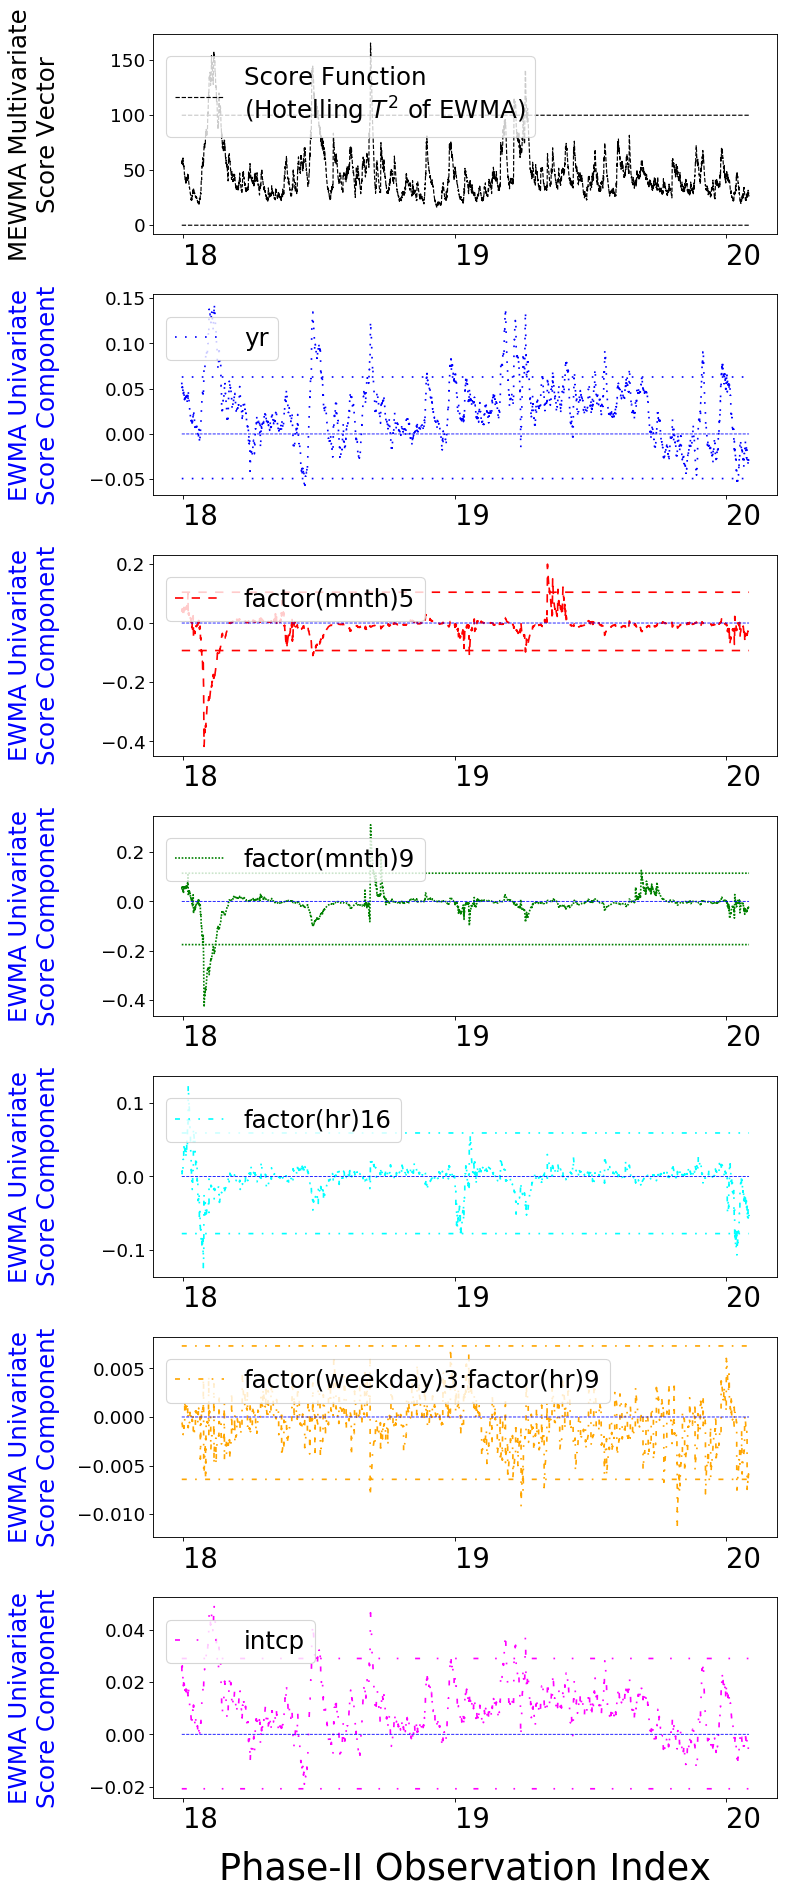 MEWMA Multivariate
Score Vector
150
100
50
0
Score Function
(Hotelling T² of EWMA)
18 19 20
EWMA Univariate
Score Component
0.15
0.10
0.05
0.00
−0.05
yr
18 19 20
EWMA Univariate
Score Component
0.2
0.0
−0.2
−0.4
factor(mnth)5
18 19 20
EWMA Univariate
Score Component
0.2
0.0
−0.2
−0.4
factor(mnth)9
18 19 20
EWMA Univariate
Score Component
0.1
0.0
−0.1
factor(hr)16
18 19 20
EWMA Univariate
Score Component
0.005
0.000
−0.005
−0.010
factor(weekday)3:factor(hr)9
18 19 20
EWMA Univariate
Score Component
0.04
0.02
0.00
−0.02
intcp
18 19 20
Phase-II Observation Index